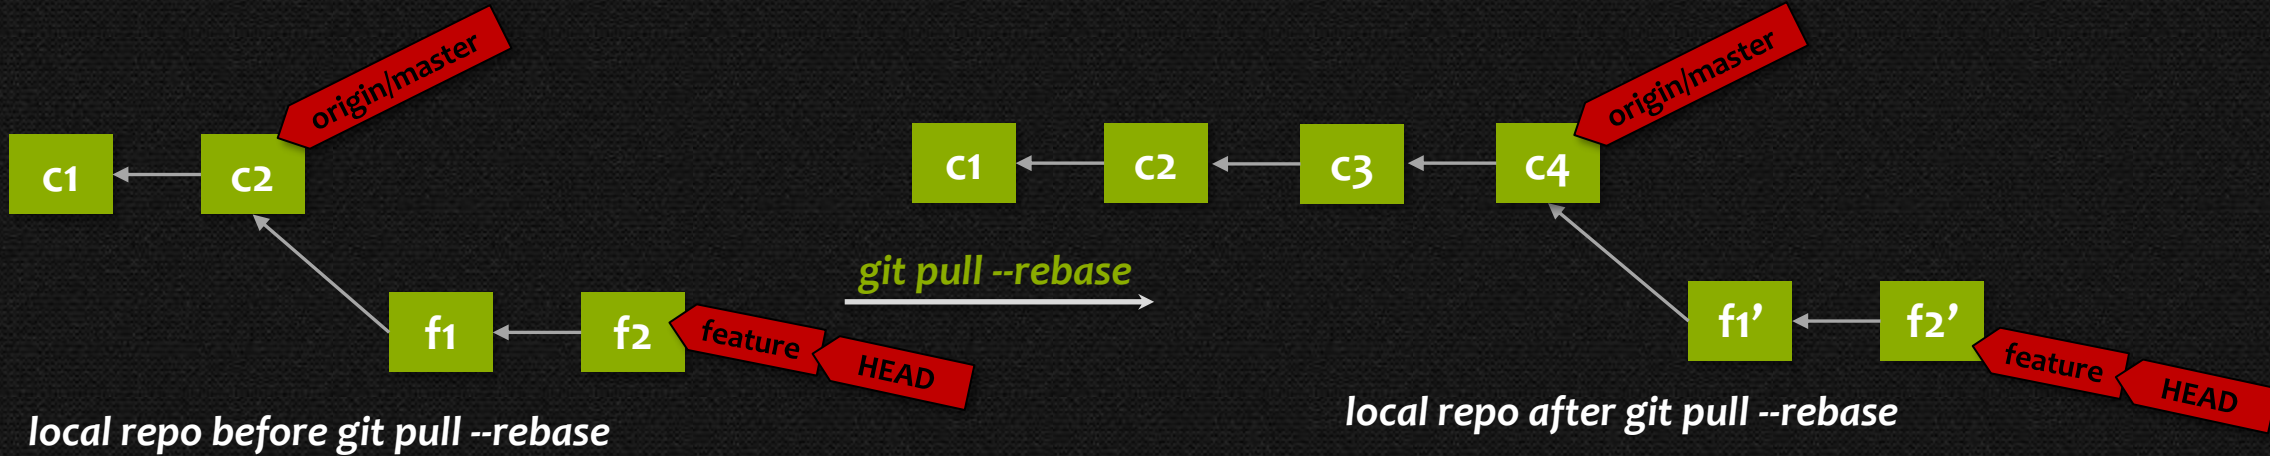 origin/master
c1
c2
f1
f2
feature
HEAD
local repo before git pull --rebase
git pull --rebase
origin/master
c1
c2
c3
c4
f1’
f2’
feature
HEAD
local repo after git pull --rebase